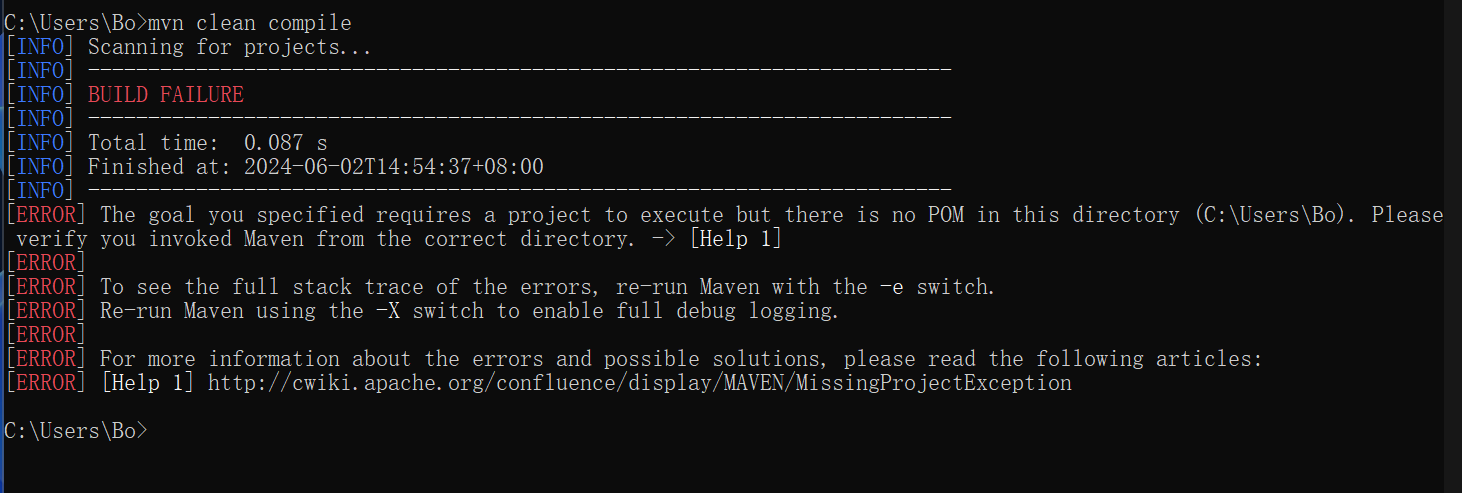 C:\Users\Bo>mvn clean compile
[INFO] Scanning for projects...
[INFO] ------------------------------------------------------------------------
[INFO] BUILD FAILURE
[INFO] ------------------------------------------------------------------------
[INFO] Total time:  0.087 s
[INFO] Finished at: 2024-06-02T14:54:37+08:00
[INFO] ------------------------------------------------------------------------
[ERROR] The goal you specified requires a project to execute but there is no POM in this directory (C:\Users\Bo). Please
 verify you invoked Maven from the correct directory. -> [Help 1]
[ERROR]
[ERROR] To see the full stack trace of the errors, re-run Maven with the -e switch.
[ERROR] Re-run Maven using the -X switch to enable full debug logging.
[ERROR]
[ERROR] For more information about the errors and possible solutions, please read the following articles:
[ERROR] [Help 1] http://cwiki.apache.org/confluence/display/MAVEN/MissingProjectException
C:\Users\Bo>